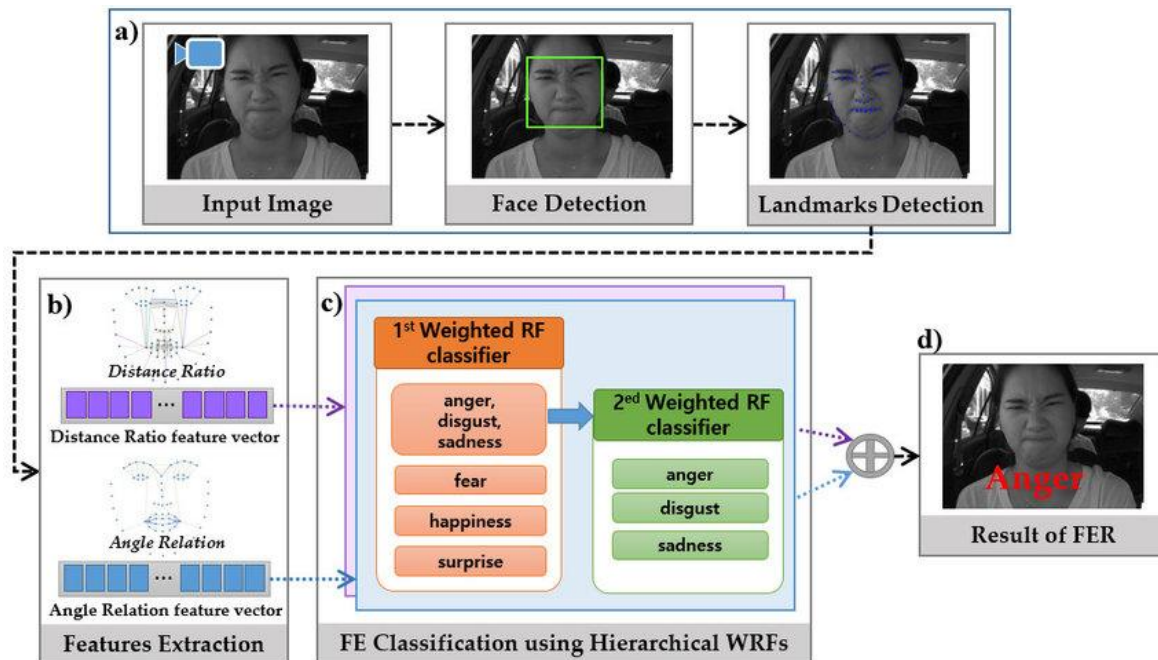 a)
Input Image
Face Detection
Landmarks Detection
b)
Distance Ratio
...
Distance Ratio feature vector
Angle Relation
...
Angle Relation feature vector
Features Extraction
c)
1st Weighted RF
classifier
anger,
disgust,
sadness
fear
happiness
surprise
2ed Weighted RF
classifier
anger
disgust
sadness
FE Classification using Hierarchical WRFs
d)
Anger
Result of FER